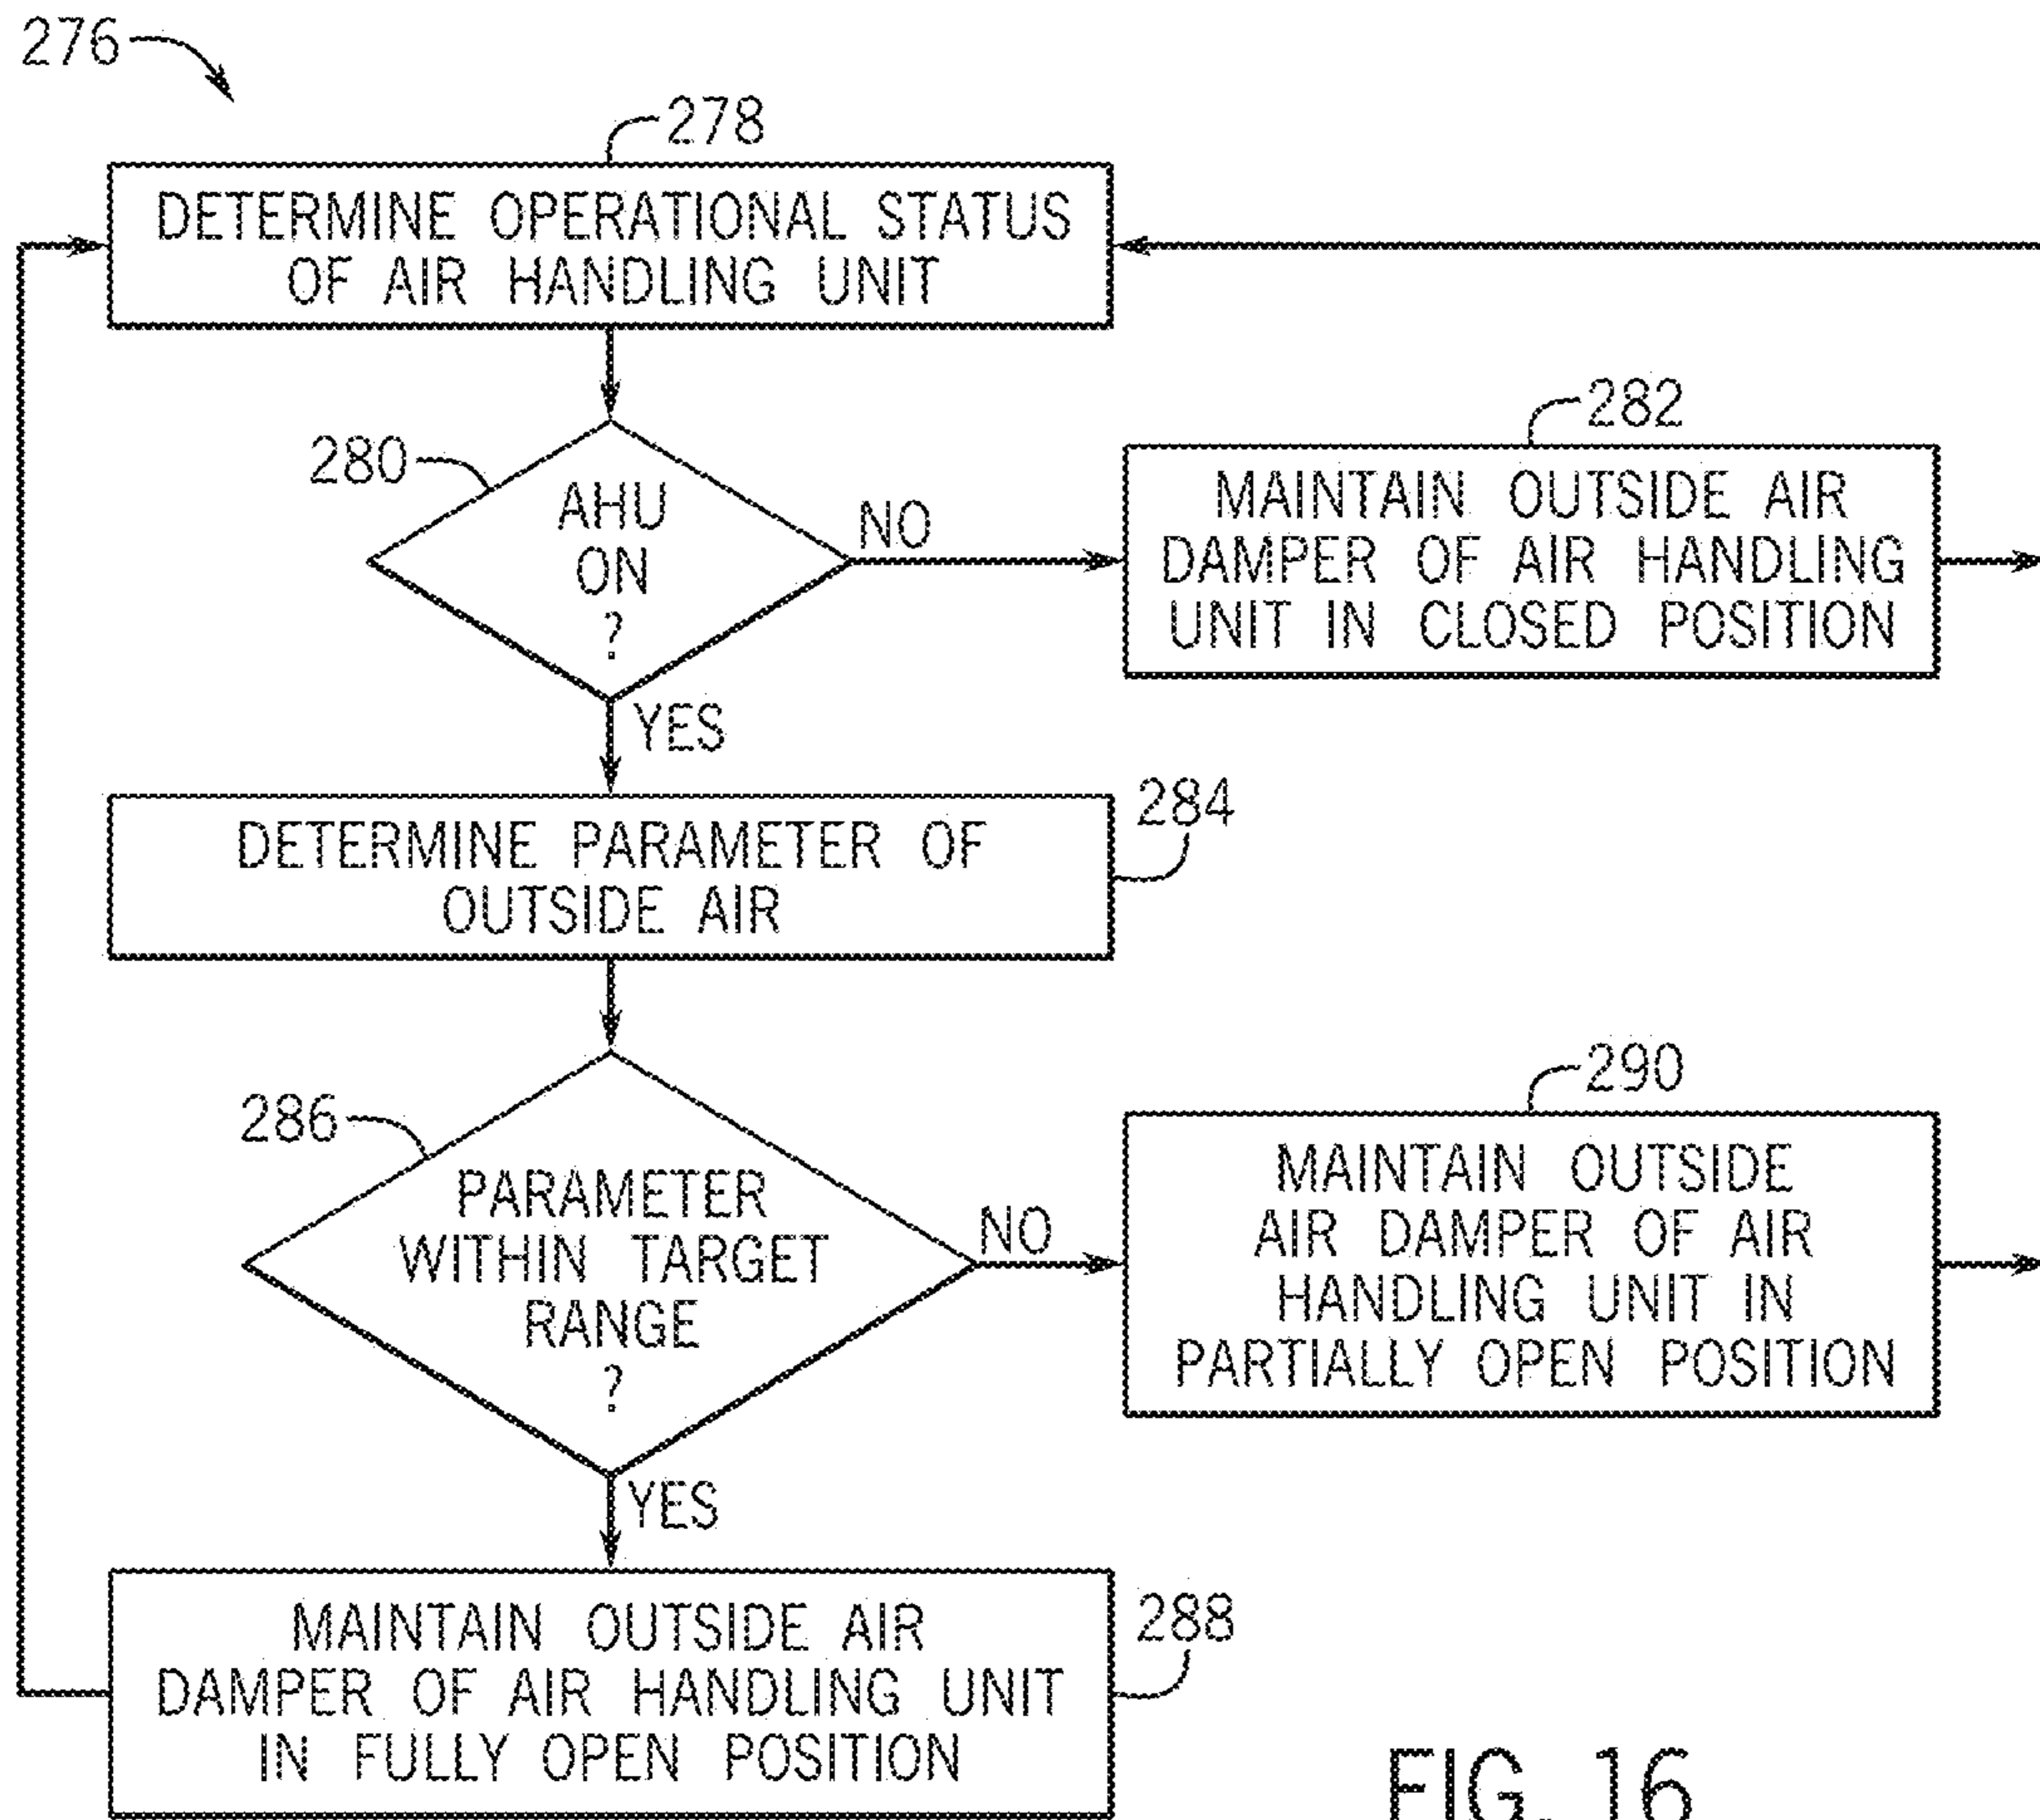 276
278
DETERMINE OPERATIONAL STATUS
OF AIR HANDLING UNIT
280
AHU
ON
?
NO
282
MAINTAIN OUTSIDE AIR
DAMPER OF AIR HANDLING
UNIT IN CLOSED POSITION
YES
284
DETERMINE PARAMETER OF
OUTSIDE AIR
286
PARAMETER
WITHIN TARGET
RANGE
?
NO
290
MAINTAIN OUTSIDE
AIR DAMPER OF AIR
HANDLING UNIT IN
PARTIALLY OPEN POSITION
YES
288
MAINTAIN OUTSIDE AIR
DAMPER OF AIR HANDLING UNIT
IN FULLY OPEN POSITION
FIG. 16